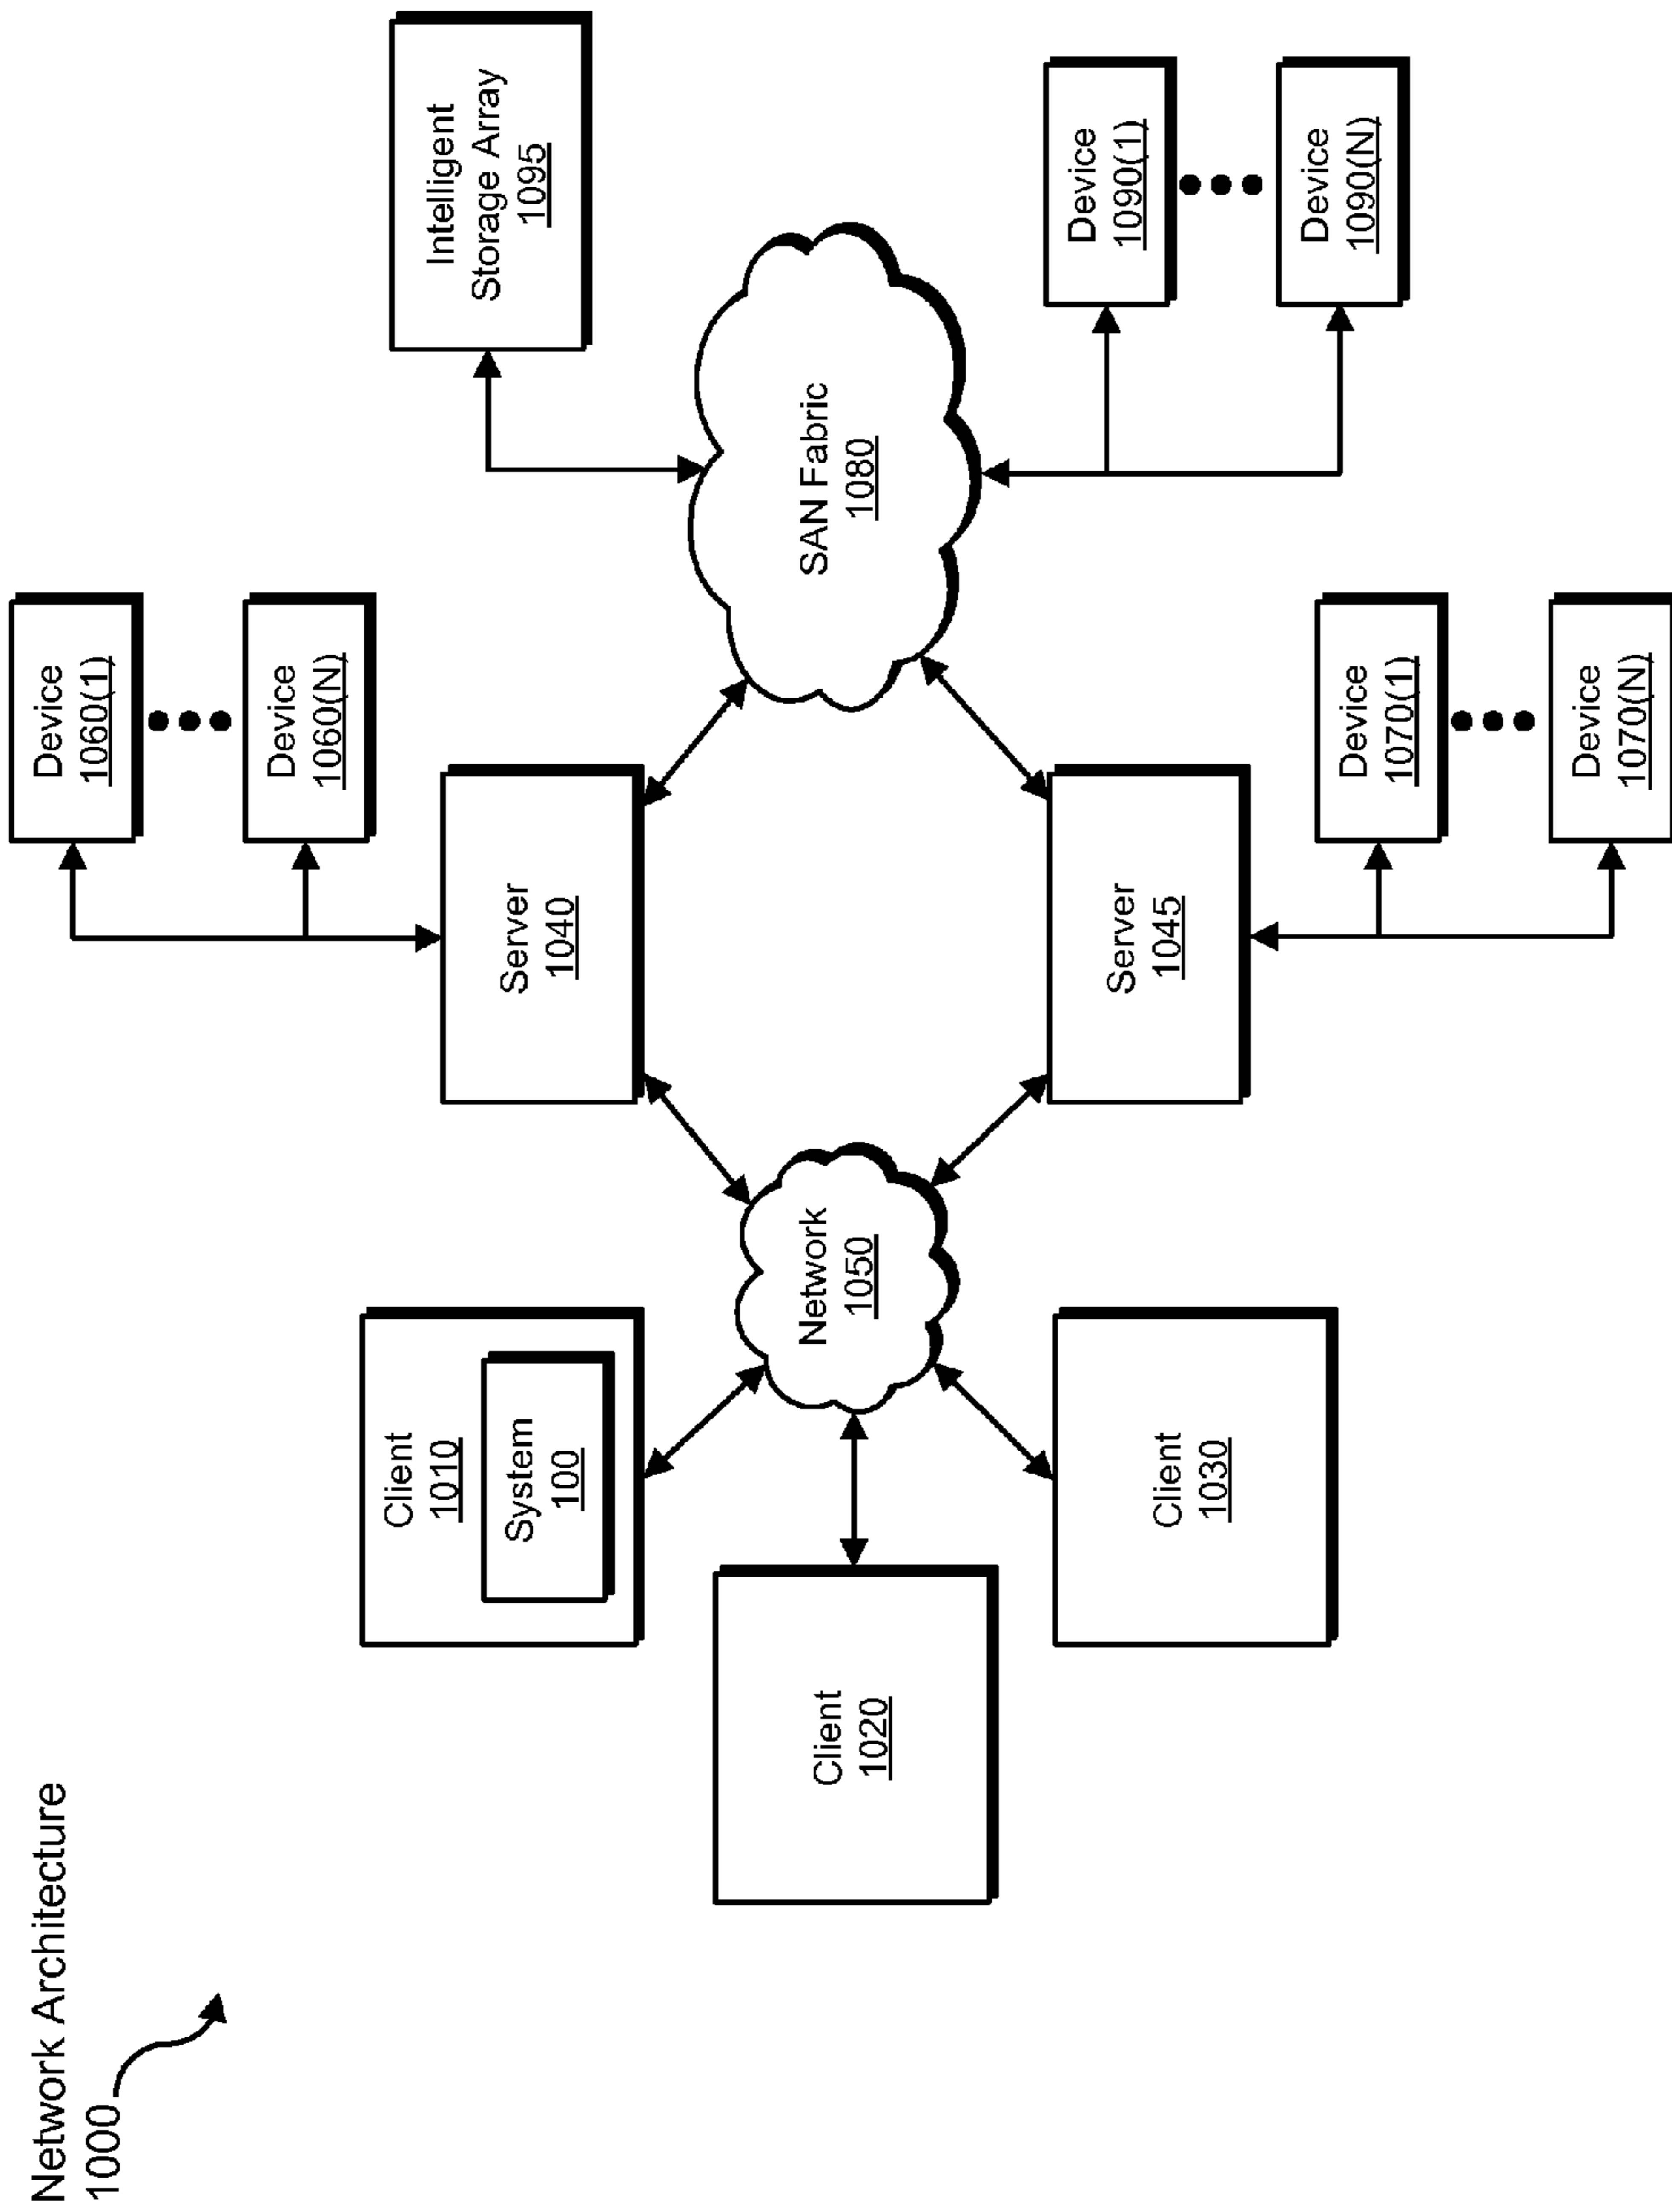 Network Architecture
1000
Device
1060(1)
Device
1060(N)
Intelligent
Storage Array
1095
Client
1010
System
100
Server
1040
Client
1020
Network
1050
SAN Fabric
1080
Client
1030
Server
1045
Device
1090(1)
Device
1090(N)
Device
1070(1)
Device
1070(N)